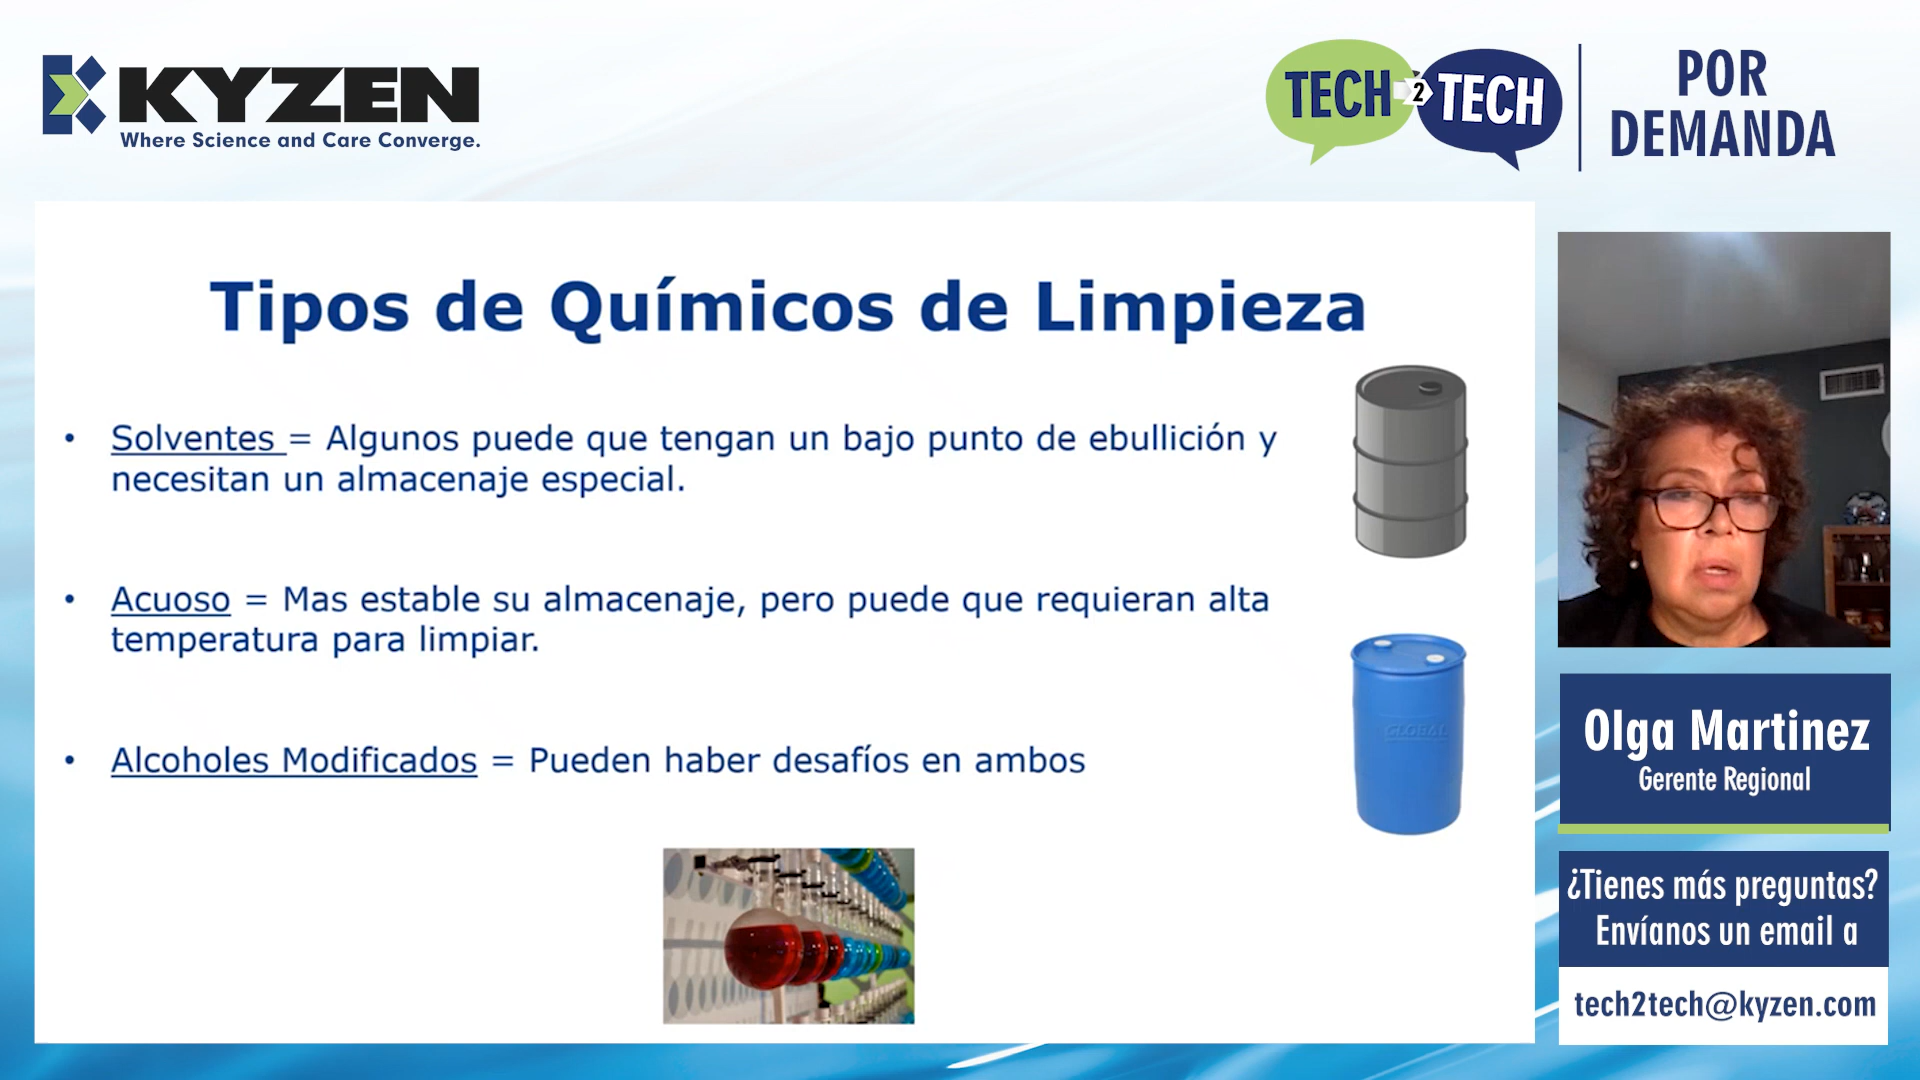 KYZEN
Where Science and Care Converge.
TECH 2 TECH
POR
DEMANDA
Tipos de Químicos de Limpieza
• Solventes = Algunos puede que tengan un bajo punto de ebullición y
necesitan un almacenaje especial.
• Acuoso = Mas estable su almacenaje, pero puede que requieran alta
temperatura para limpiar.
• Alcoholes Modificados = Pueden haber desafíos en ambos
GLOBAL
Olga Martinez
Gerente Regional
¿Tienes más preguntas?
Envíanos un email a
tech2tech@kyzen.com